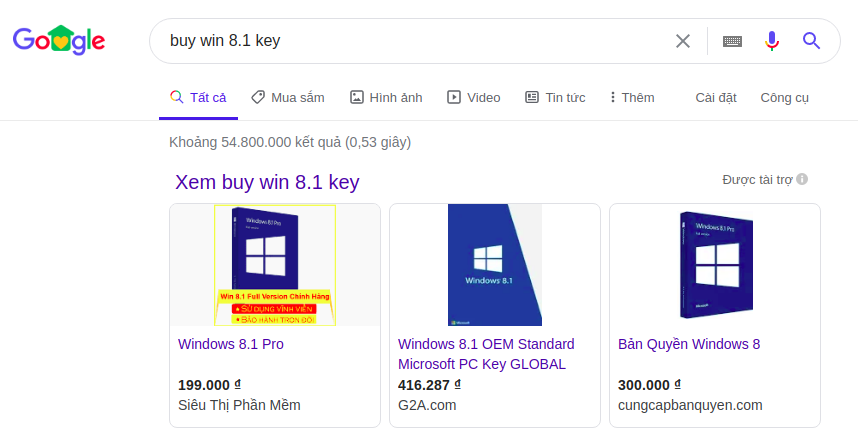 Google
buy win 8.1 key
Tất cả
Mua sắm
Hình ảnh
Video
Tin tức
Thêm
Cài đặt
Công cụ
Khoảng 54.800.000 kết quả (0,53 giây)
Xem buy win 8.1 key
Được tài trợ
Windows 8.1 Pro
Win 8.1 Full Version Chính Hãng
SỬ DỤNG VĨNH VIỄN
BẢO HÀNH TRỌN ĐỜI
Windows 8.1 Pro
199.000 ₫
Siêu Thị Phần Mềm
Windows 8.1
Microsoft
Windows 8.1 OEM Standard
Microsoft PC Key GLOBAL
416.287 ₫
G2A.com
Windows 8.1 Pro
Microsoft
Bản Quyền Windows 8
300.000 ₫
cungcapbanquyen.com